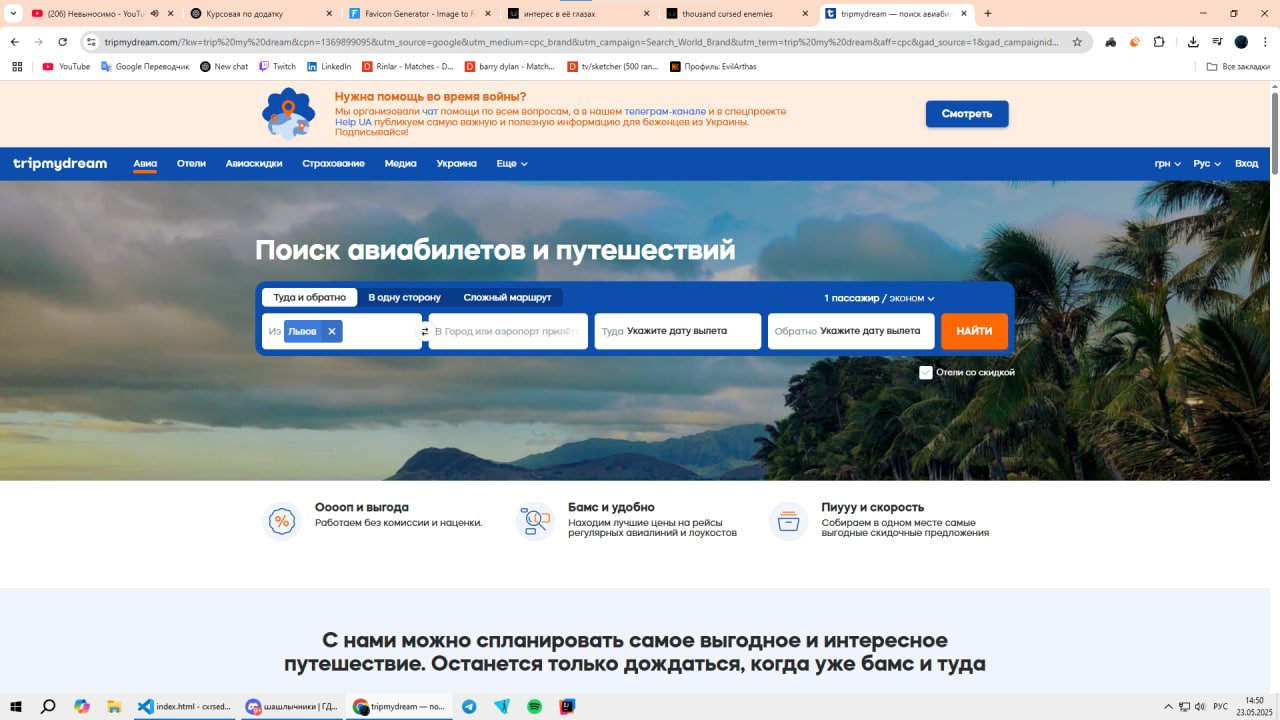 (206) Невыносимо - YouTu
Курсовая по додатку
Favicon Generator - Image to F
интерес в её глазах
thousand cursed enemies
tripmydream — поиск авиаби
tripmydream.com/?kw=trip%20my%20dream&cpn=1369899095&utm_source=google&utm_medium=cpc_brand&utm_campaign=Search_World_Brand&utm_term=trip%20my%20dream&aff=cpc&gad_source=1&gad_campaignid...
YouTube
Google Переводчик
New chat
Twitch
LinkedIn
Rinlar - Matches - D...
barry dylan - Match...
tv/sketcher (500 ran...
Профиль: EvilArthas
Все закладки
Нужна помощь во время войны?
Мы организовали чат помощи по всем вопросам, а в нашем телеграм-канале и в спецпроекте
Help UA публикуем самую важную и полезную информацию для беженцев из Украины.
Подписывайся!
Смотреть
tripmydream
Авиа
Отели
Авиаскидки
Страхование
Медиа
Украина
Еще
грн
Рус
Вход
Поиск авиабилетов и путешествий
Туда и обратно
В одну сторону
Сложный маршрут
1 пассажир / эконом
Из Львов
В Город или аэропорт прилёт
Туда Укажите дату вылета
Обратно Укажите дату вылета
НАЙТИ
Отели со скидкой
Ооооп и выгода
Работаем без комиссии и наценки.
Бамс и удобно
Находим лучшие цены на рейсы
регулярных авиалиний и лоукостов
Пиууу и скорость
Собираем в одном месте самые
выгодные скидочные предложения
С нами можно спланировать самое выгодное и интересное
путешествие. Останется только дождаться, когда уже бамс и туда
index.html - cxrsed...
шашлычники | ГД...
tripmydream — по...
РУС
14:50
23.05.2025